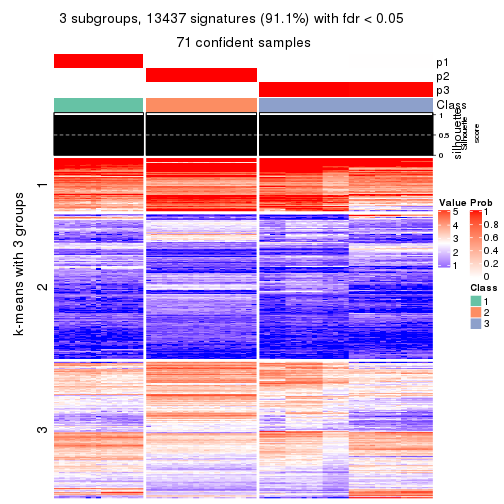 3 subgroups, 13437 signatures (91.1%) with fdr < 0.05
71 confident samples
p1
p2
p3
Class
1
0.5
0
silhouette
Silhouette
score
k-means with 3 groups
1
2
3
Value
5
4
3
2
1
Prob
1
0.8
0.6
0.4
0.2
0
Class
1
2
3